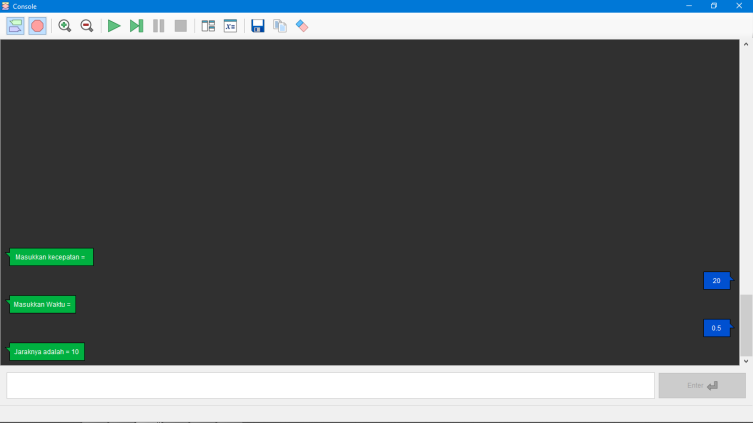 Console
Masukkan kecepatan =
20
Masukkan Waktu =
0.5
Jaraknya adalah = 10
Enter